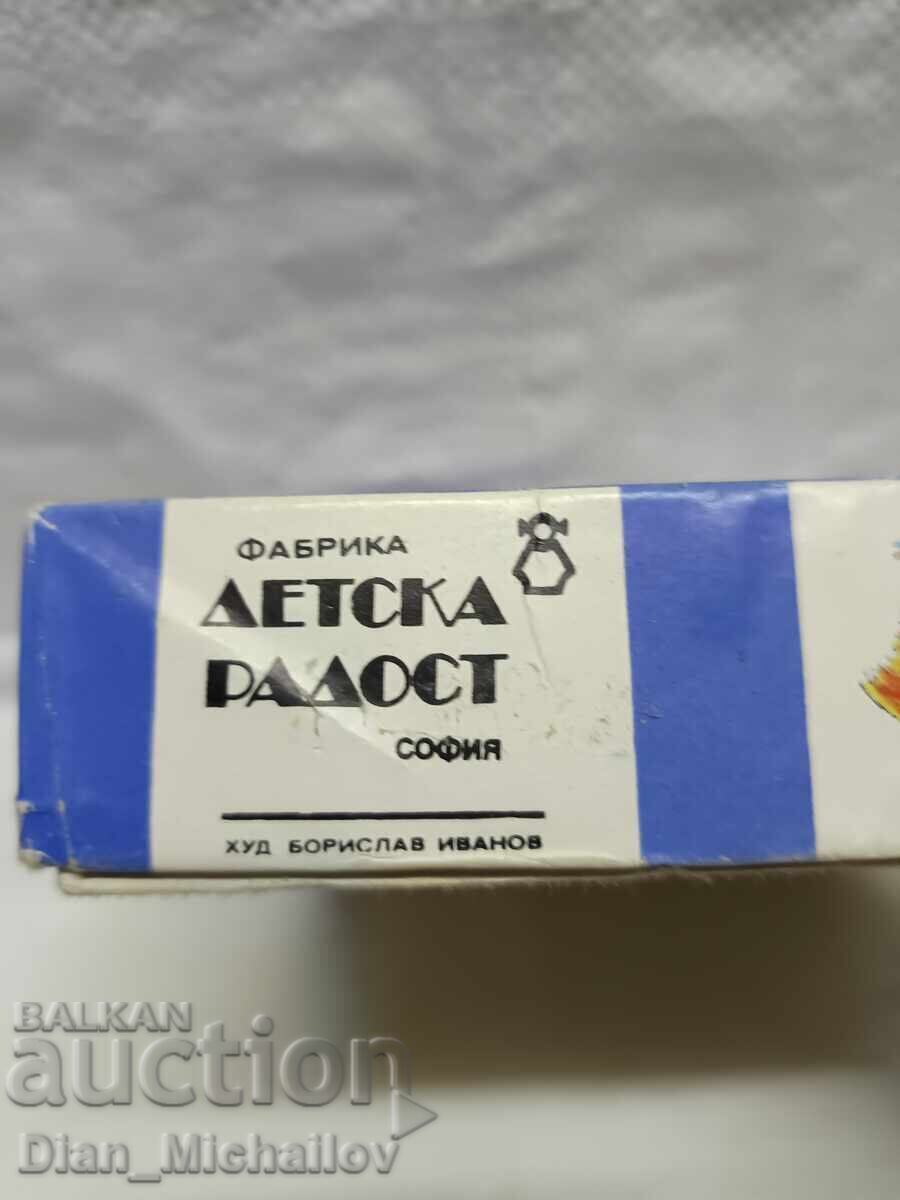 ФАБРИКА
ДЕТСКА
РАДОСТ
СОФИЯ
ХУД БОРИСЛАВ ИВАНОВ
BALKAN
auction
Dian_Michailov